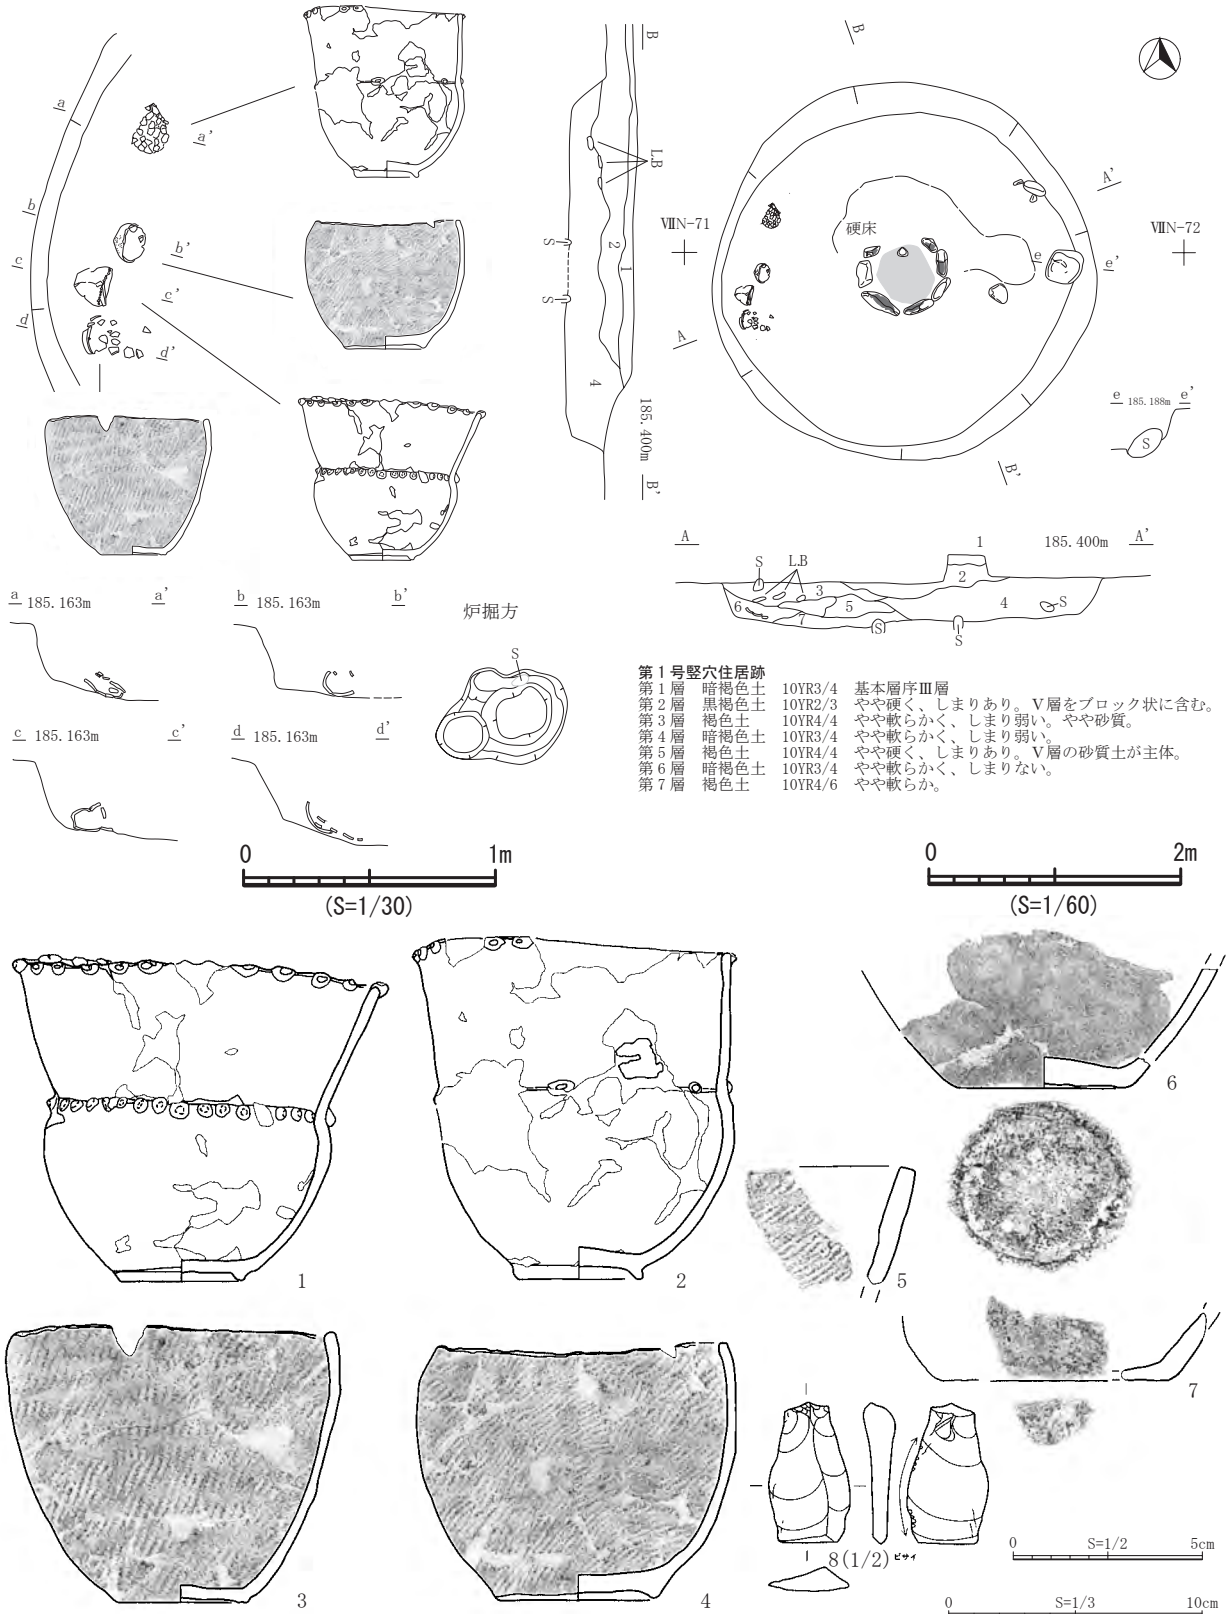 a
a'
b
b'
c
c'
d
d'
B
L.B
S
S
2
1
4
185.400m
B'
B
A'
ⅦN-71
硬床
ⅦN-72
e
e'
A
B'
e 185.188m e'
S
A
1
185.400m
A'
S
L.B
2
3
6
5
4
S
7
S
S
a 185.163m a'
b 185.163m b'
c 185.163m c'
d 185.163m d'
炉掘方
S
第1号竪穴住居跡
第1層 暗褐色土 10YR3/4 基本層序Ⅲ層
第2層 黒褐色土 10YR2/3 やや硬く、しまりあり。Ⅴ層をブロック状に含む。
第3層 褐色土 10YR4/4 やや軟らかく、しまり弱い。やや砂質。
第4層 暗褐色土 10YR3/4 やや軟らかく、しまり弱い。
第5層 褐色土 10YR4/4 やや硬く、しまりあり。Ⅴ層の砂質土が主体。
第6層 暗褐色土 10YR3/4 やや軟らかく、しまりない。
第7層 褐色土 10YR4/6 やや軟らか。
0 1m
(S=1/30)
0 2m
(S=1/60)
1
2
6
5
7
3
4
8(1/2) ビサイ
0 S=1/2 5cm
0 S=1/3 10cm